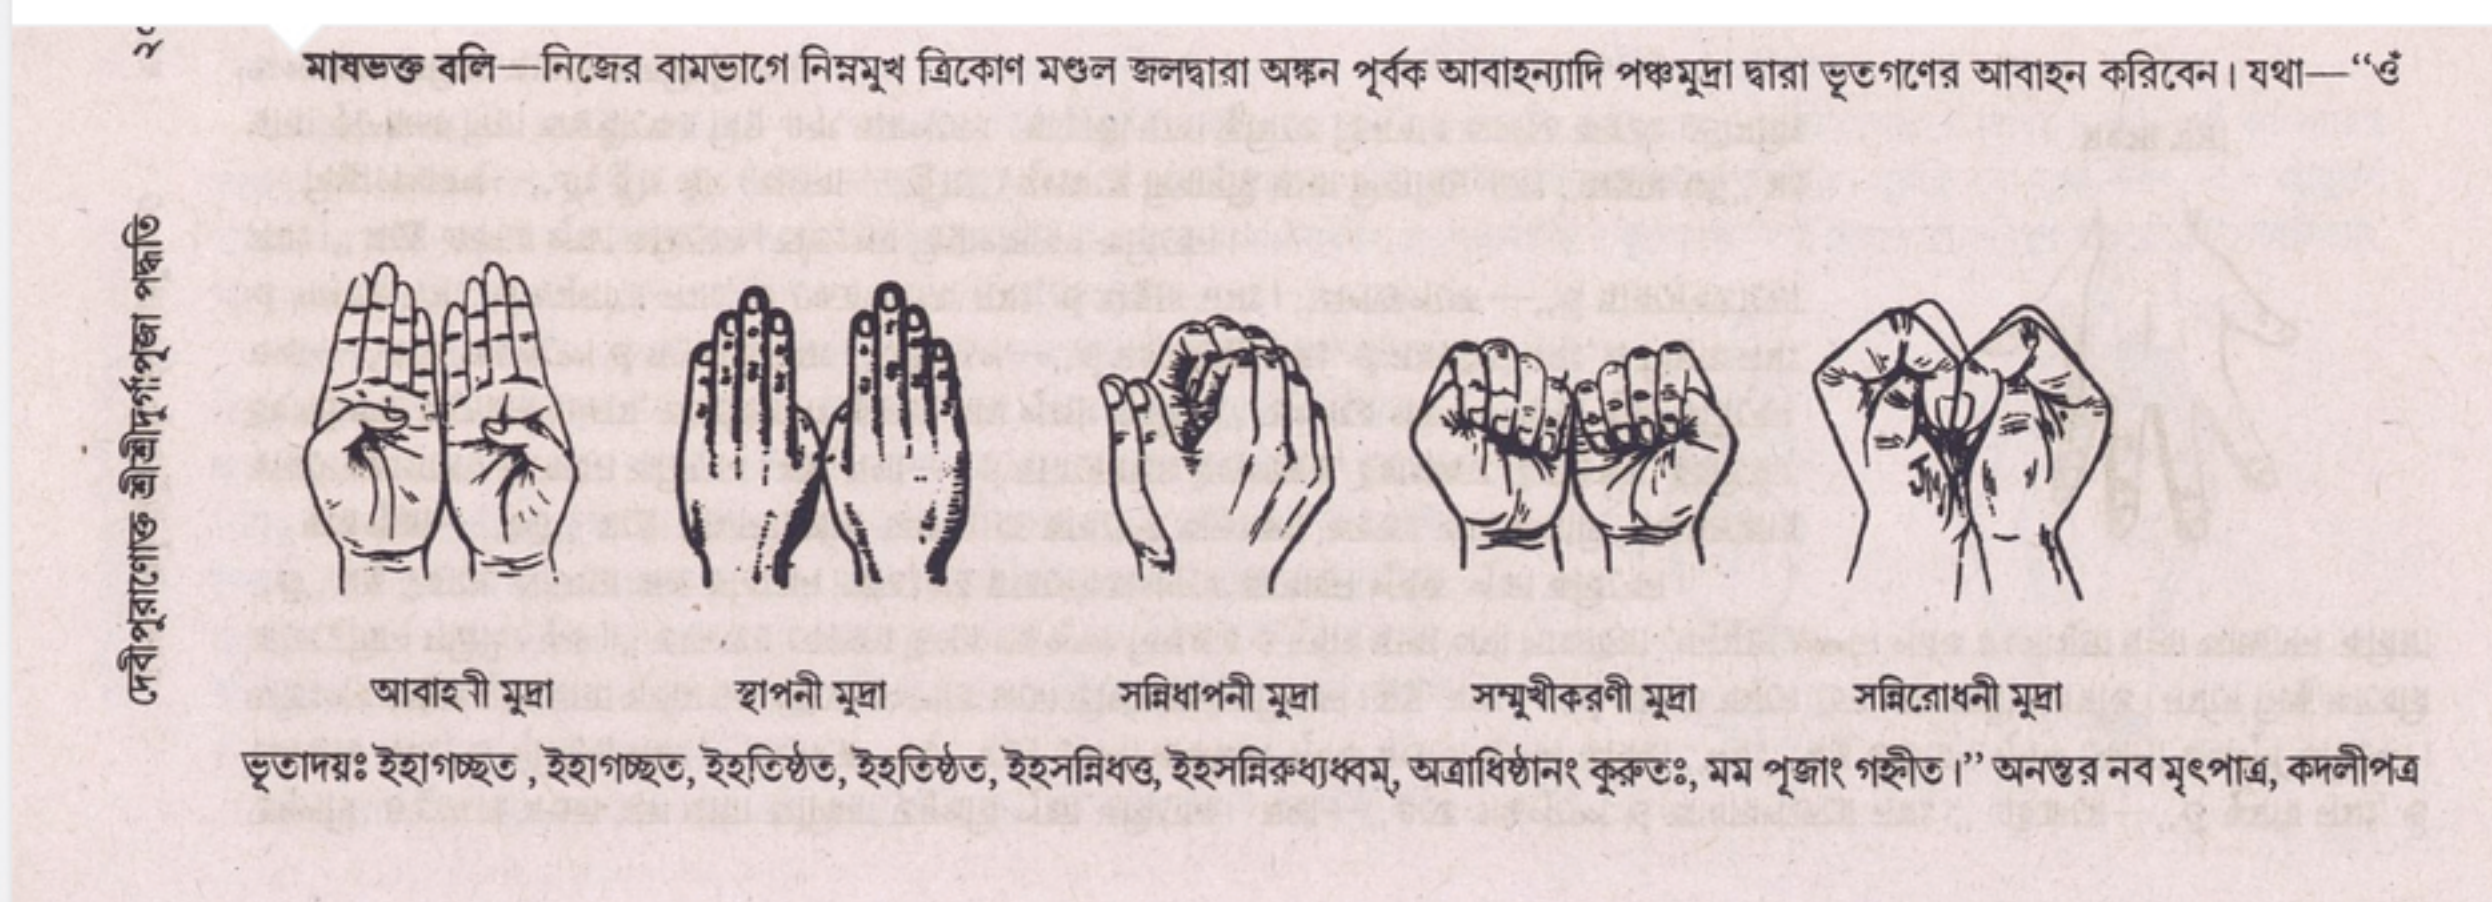 মাষভক্ত বলি—নিজের বামভাগে নিম্নমুখ ত্রিকোণ মণ্ডল জলদ্বারা অঙ্কন পূর্বক আবাহন্যাদি পঞ্চমুদ্রা দ্বারা ভূতগণের আবাহন করিবেন। যথা—“ওঁ
দেবীপুরাণোক্ত শ্রীশ্রীদুর্গাপূজা পদ্ধতি
আবাহনী মুদ্রা স্থাপনী মুদ্রা সন্নিধাপনী মুদ্রা সম্মুখীকরণী মুদ্রা সন্নিরোধনী মুদ্রা
ভূতাদয়ঃ ইহাগচ্ছত , ইহাগচ্ছত, ইহতিষ্ঠত, ইহতিষ্ঠত, ইহসন্নিধত্ত, ইহসন্নিরুধ্যধ্বম্, অত্রাধিষ্ঠানং কুরুতঃ, মম পূজাং গহ্নীত।” অনন্তর নব মৃৎপাত্র, কদলীপত্র